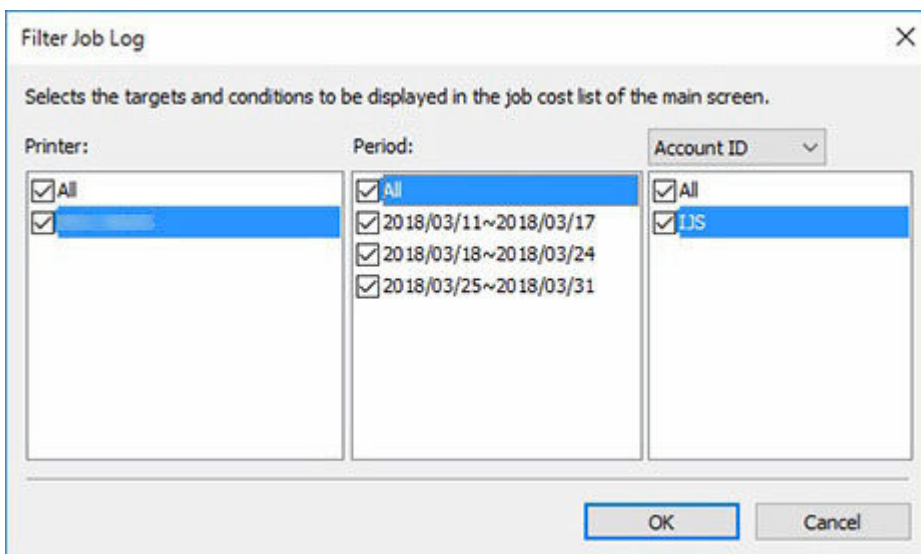 Filter Job Log
Selects the targets and conditions to be displayed in the job cost list of the main screen.
Printer:
All
Period:
All
2018/03/11~2018/03/17
2018/03/18~2018/03/24
2018/03/25~2018/03/31
Account ID
All
IJS
OK Cancel